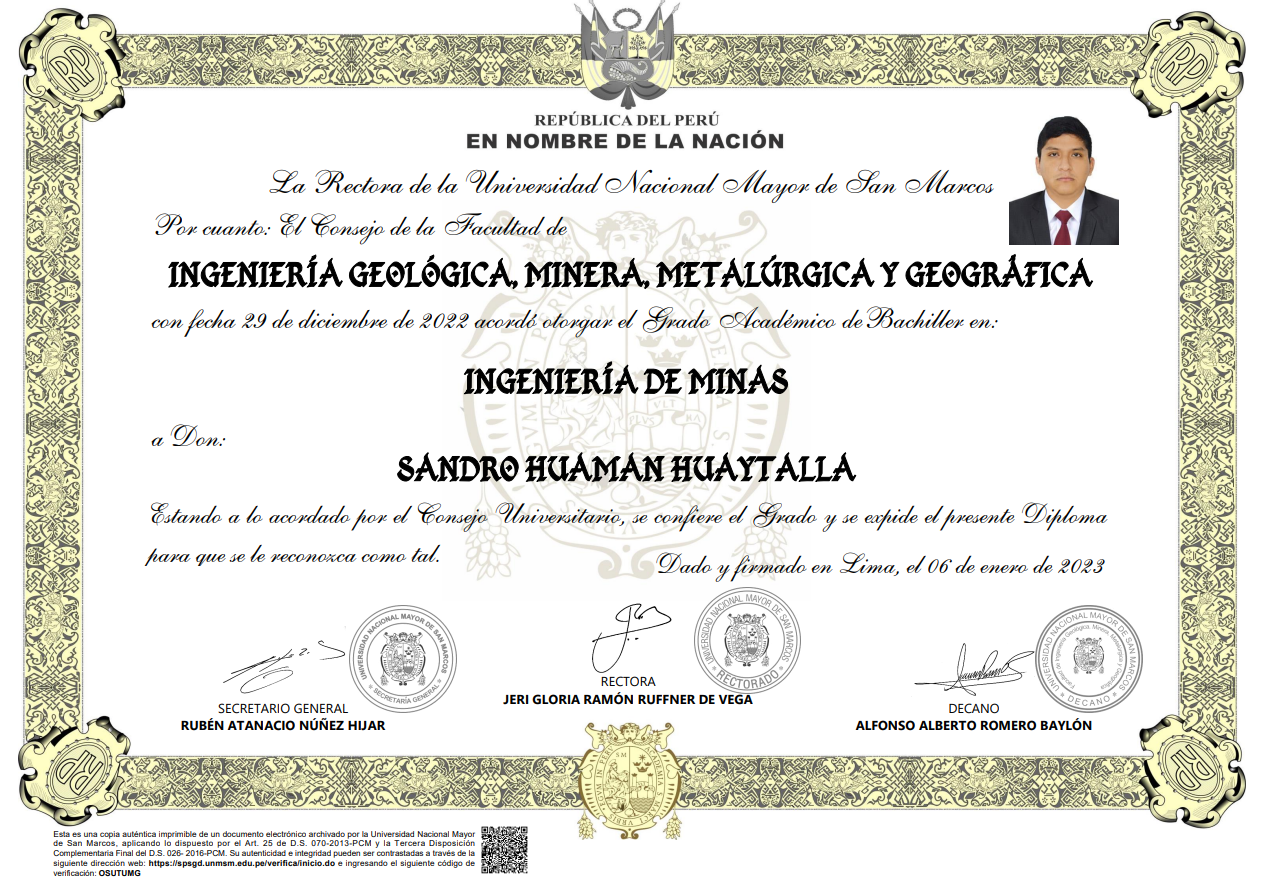 REPÚBLICA DEL PERÚ
EN NOMBRE DE LA NACIÓN
La Rectora de la Universidad Nacional Mayor de San Marcos
Por cuanto: El Consejo de la Facultad de
INGENIERÍA GEOLÓGICA, MINERA, METALÚRGICA Y GEOGRÁFICA
con fecha 29 de diciembre de 2022 acordó otorgar el Grado Académico de Bachiller en:
INGENIERÍA DE MINAS
a Don:
SANDRO HUAMAN HUAYTALLA
Estando a lo acordado por el Consejo Universitario, se confiere el Grado y se expide el presente Diploma
para que se le reconozca como tal.
Dado y firmado en Lima, el 06 de enero de 2023
UNIVERSIDAD NACIONAL MAYOR DE SAN MARCOS
SECRETARÍA GENERAL
SECRETARIO GENERAL
RUBÉN ATANACIO NÚÑEZ HIJAR
UNIVERSIDAD NACIONAL MAYOR DE SAN MARCOS
RECTORADO
RECTORA
JERI GLORIA RAMÓN RUFFNER DE VEGA
UNIVERSIDAD NACIONAL MAYOR DE SAN MARCOS
DECANO
DECANO
ALFONSO ALBERTO ROMERO BAYLÓN
Esta es una copia auténtica imprimible de un documento electrónico archivado por la Universidad Nacional Mayor
de San Marcos, aplicando lo dispuesto por el Art. 25 de D.S. 070-2013-PCM y la Tercera Disposición
Complementaria Final del D.S. 026- 2016-PCM. Su autenticidad e integridad pueden ser contrastadas a través de la
siguiente dirección web: https://spsgd.unmsm.edu.pe/verifica/inicio.do e ingresando el siguiente código de
verificación: OSUTUMG